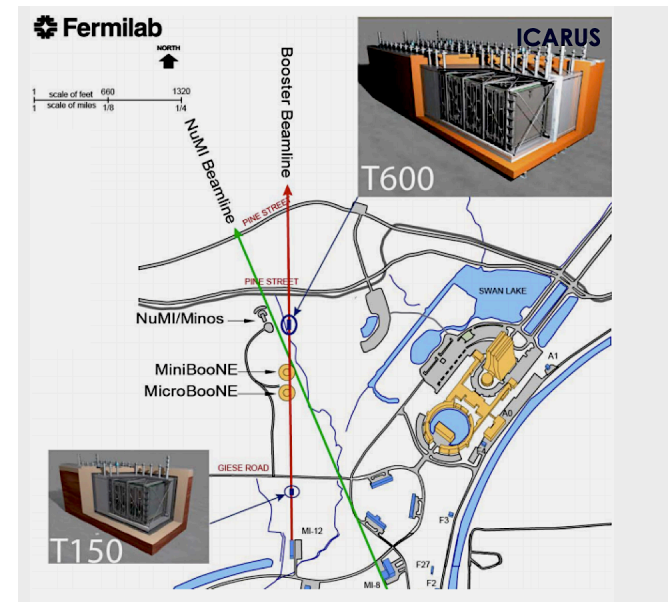 Fermilab
ICARUS
NORTH
Booster Beamline
1 scale of feet 660 1320
1 scale of miles 1/8 1/4
NuMI Beamline
T600
PINE STREET
PINE STREET
SWAN LAKE
NuMI/Minos
MiniBooNE
A1
MicroBooNE
A0
GIESE ROAD
T150
MI-12
F3
F27
MI-8
F2